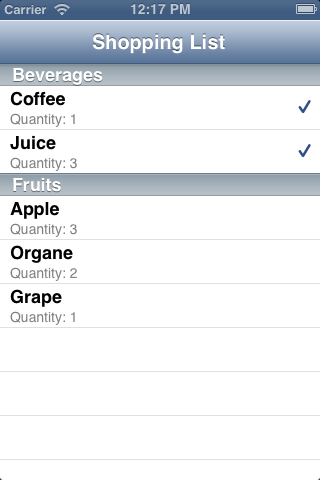 Carrier 12:17 PM
Shopping List
Beverages
Coffee
Quantity: 1
Juice
Quantity: 3
Fruits
Apple
Quantity: 3
Organe
Quantity: 2
Grape
Quantity: 1